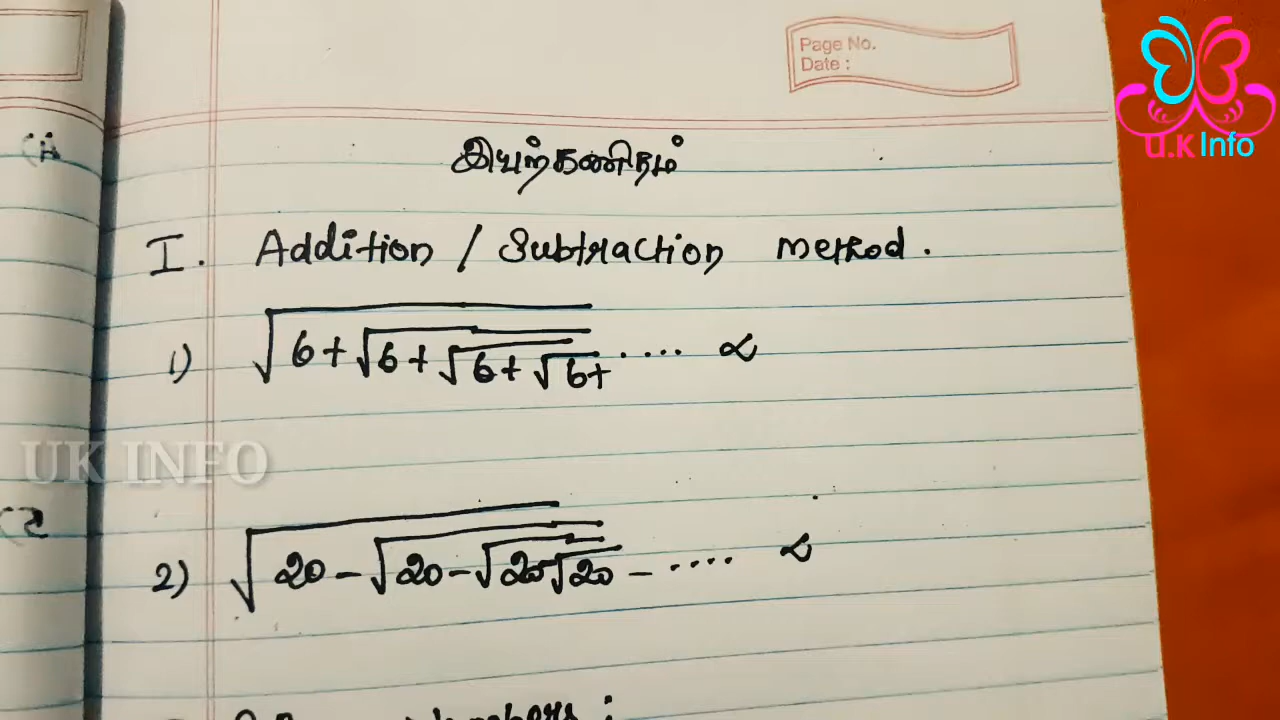 Page No.
Date :
U.K Info
இயற்கணிதம்
I. Addition / Subtraction method.
1) √6+√6+√6+√6+ .... ∝
UK INFO
2) √20-√20-√20√20- ..... ∝